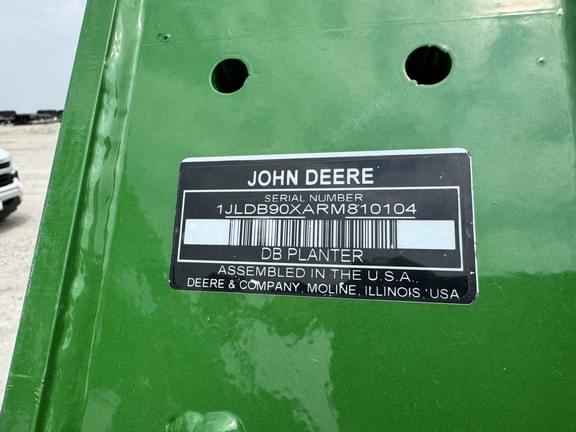 JOHN DEERE
SERIAL NUMBER
1JLDB90XARM810104
DB PLANTER
ASSEMBLED IN THE U.S.A.
DEERE & COMPANY, MOLINE, ILLINOIS, USA